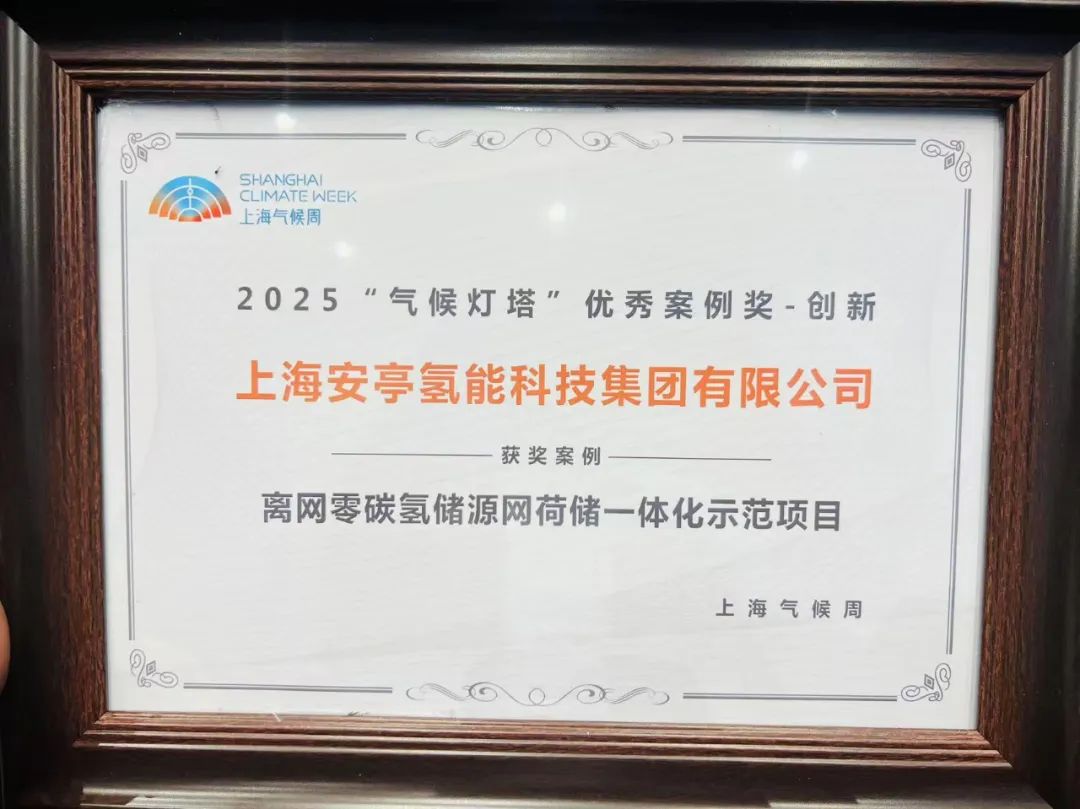 SHANGHAI
CLIMATE WEEK
上海气候周
2025“气候灯塔”优秀案例奖-创新
上海安亭氢能科技集团有限公司
获奖案例
离网零碳氢储源网荷储一体化示范项目
上海气候周